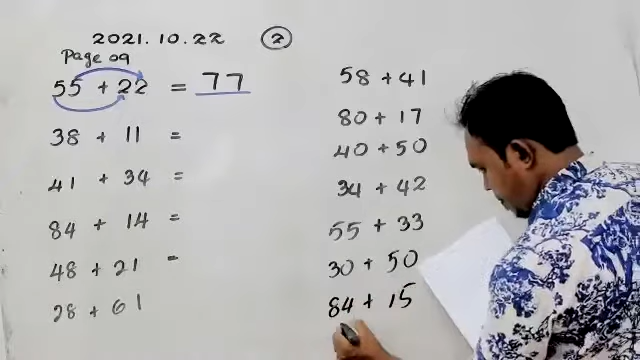 2021.10.22 2
Page 09
55 + 22 = 77
38 + 11 =
41 + 34 =
84 + 14 =
48 + 21 =
28 + 61
58 + 41
80 + 17
40 + 50
34 + 42
55 + 33
30 + 50
84 + 15